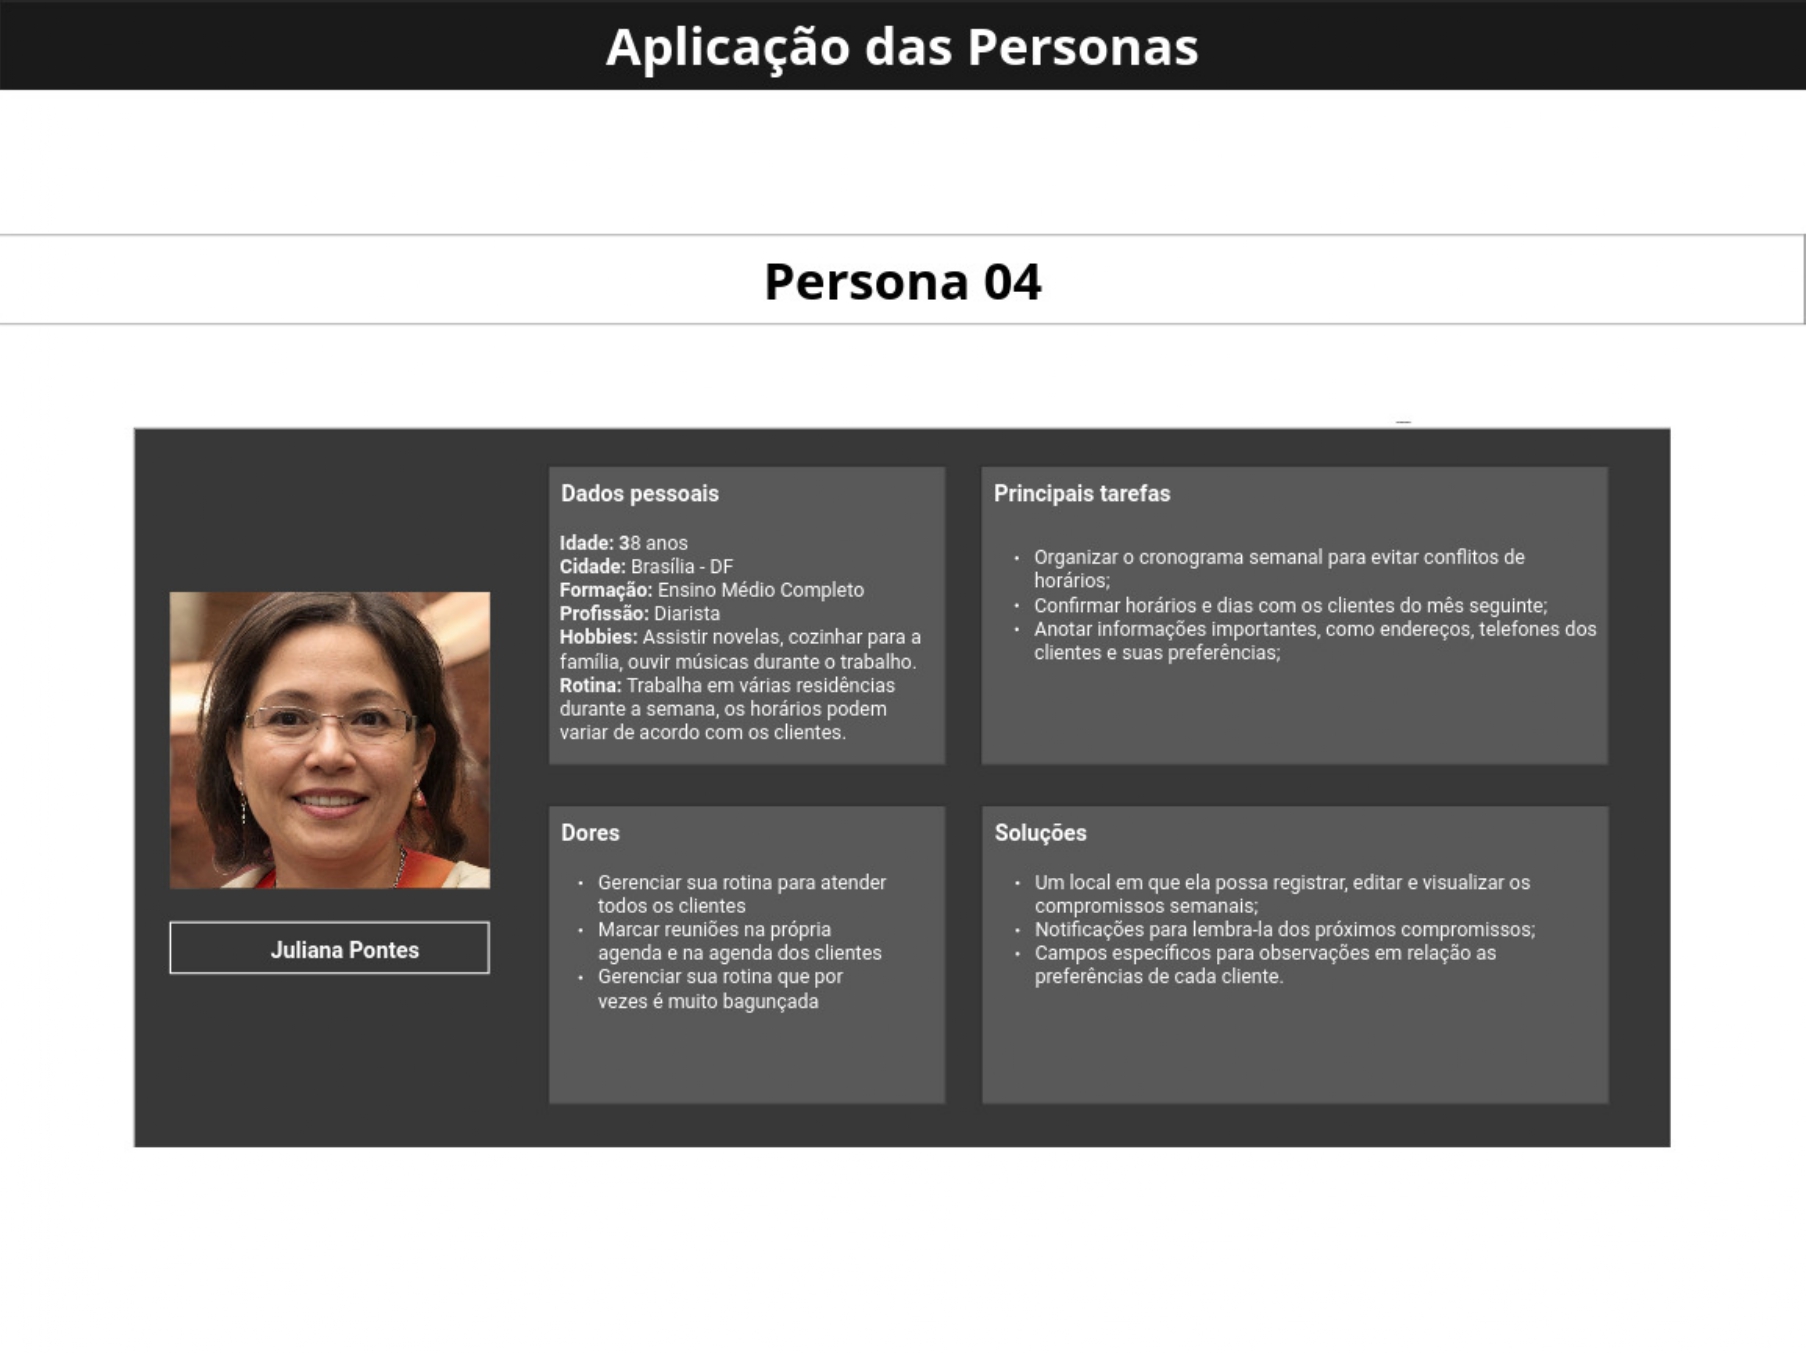 Aplicação das Personas
Persona 04
Juliana Pontes
Dados pessoais
Idade: 38 anos
Cidade: Brasília - DF
Formação: Ensino Médio Completo
Profissão: Diarista
Hobbies: Assistir novelas, cozinhar para a
família, ouvir músicas durante o trabalho.
Rotina: Trabalha em várias residências
durante a semana, os horários podem
variar de acordo com os clientes.
Principais tarefas
• Organizar o cronograma semanal para evitar conflitos de
horários;
• Confirmar horários e dias com os clientes do mês seguinte;
• Anotar informações importantes, como endereços, telefones dos
clientes e suas preferências;
Dores
• Gerenciar sua rotina para atender
todos os clientes
• Marcar reuniões na própria
agenda e na agenda dos clientes
• Gerenciar sua rotina que por
vezes é muito bagunçada
Soluções
• Um local em que ela possa registrar, editar e visualizar os
compromissos semanais;
• Notificações para lembra-la dos próximos compromissos;
• Campos específicos para observações em relação as
preferências de cada cliente.